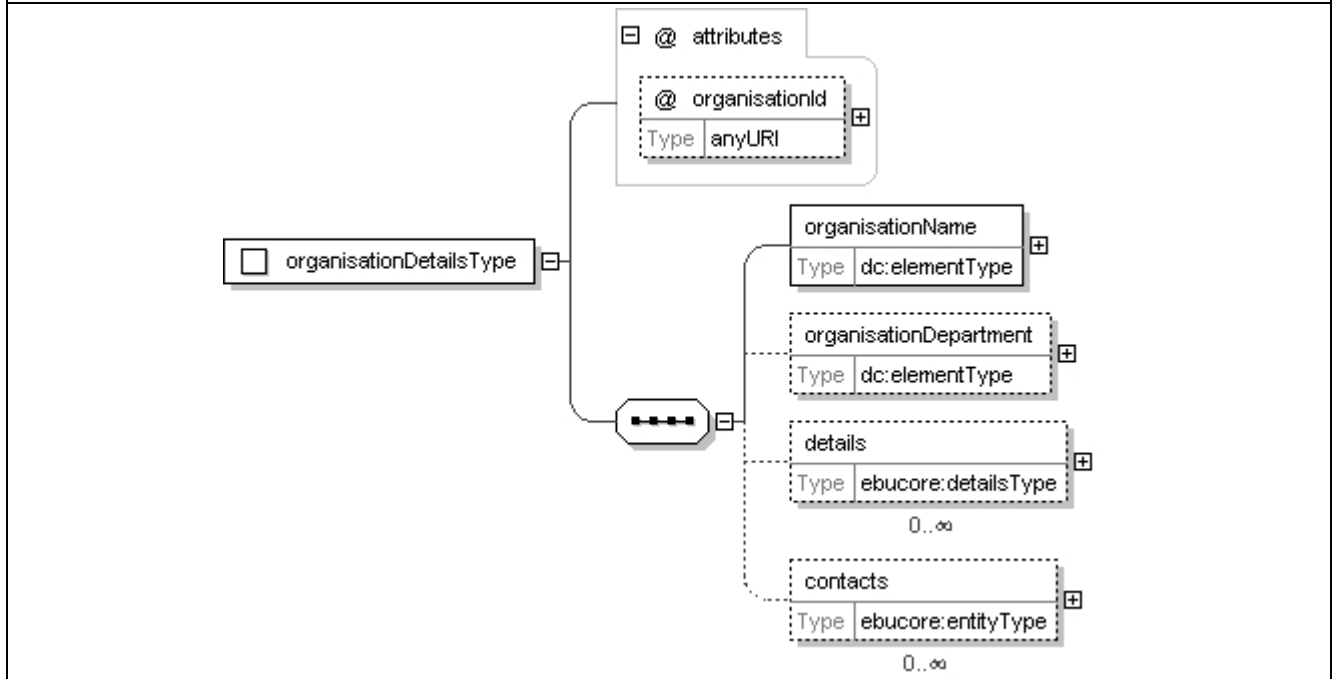 @ attributes
@ organisationId
Type anyURI
organisationDetailsType
organisationName
Type dc:elementType
organisationDepartment
Type dc:elementType
details
Type ebucore:detailsType
0..∞
contacts
Type ebucore:entityType
0..∞